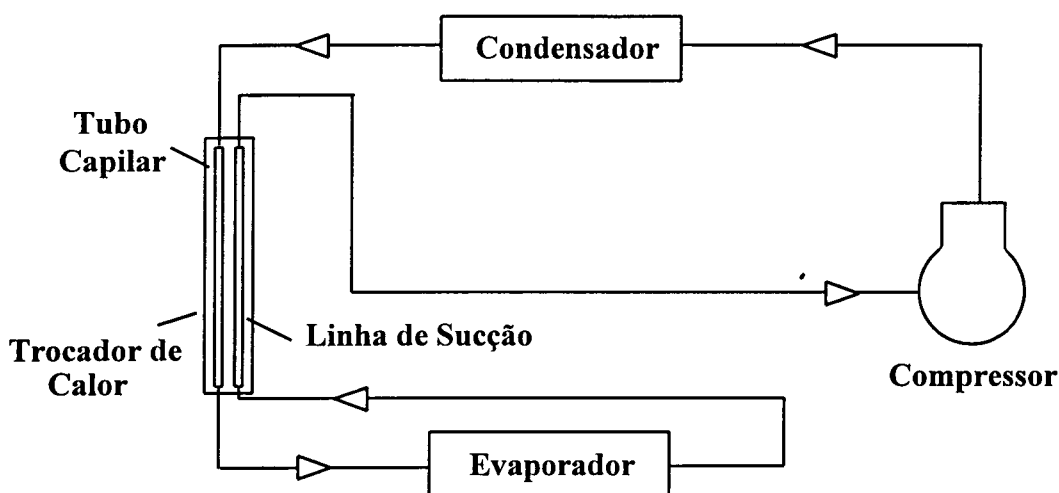 Condensador
Tubo
Capilar
Linha de Sucção
Trocador de
Calor
Compressor
Evaporador